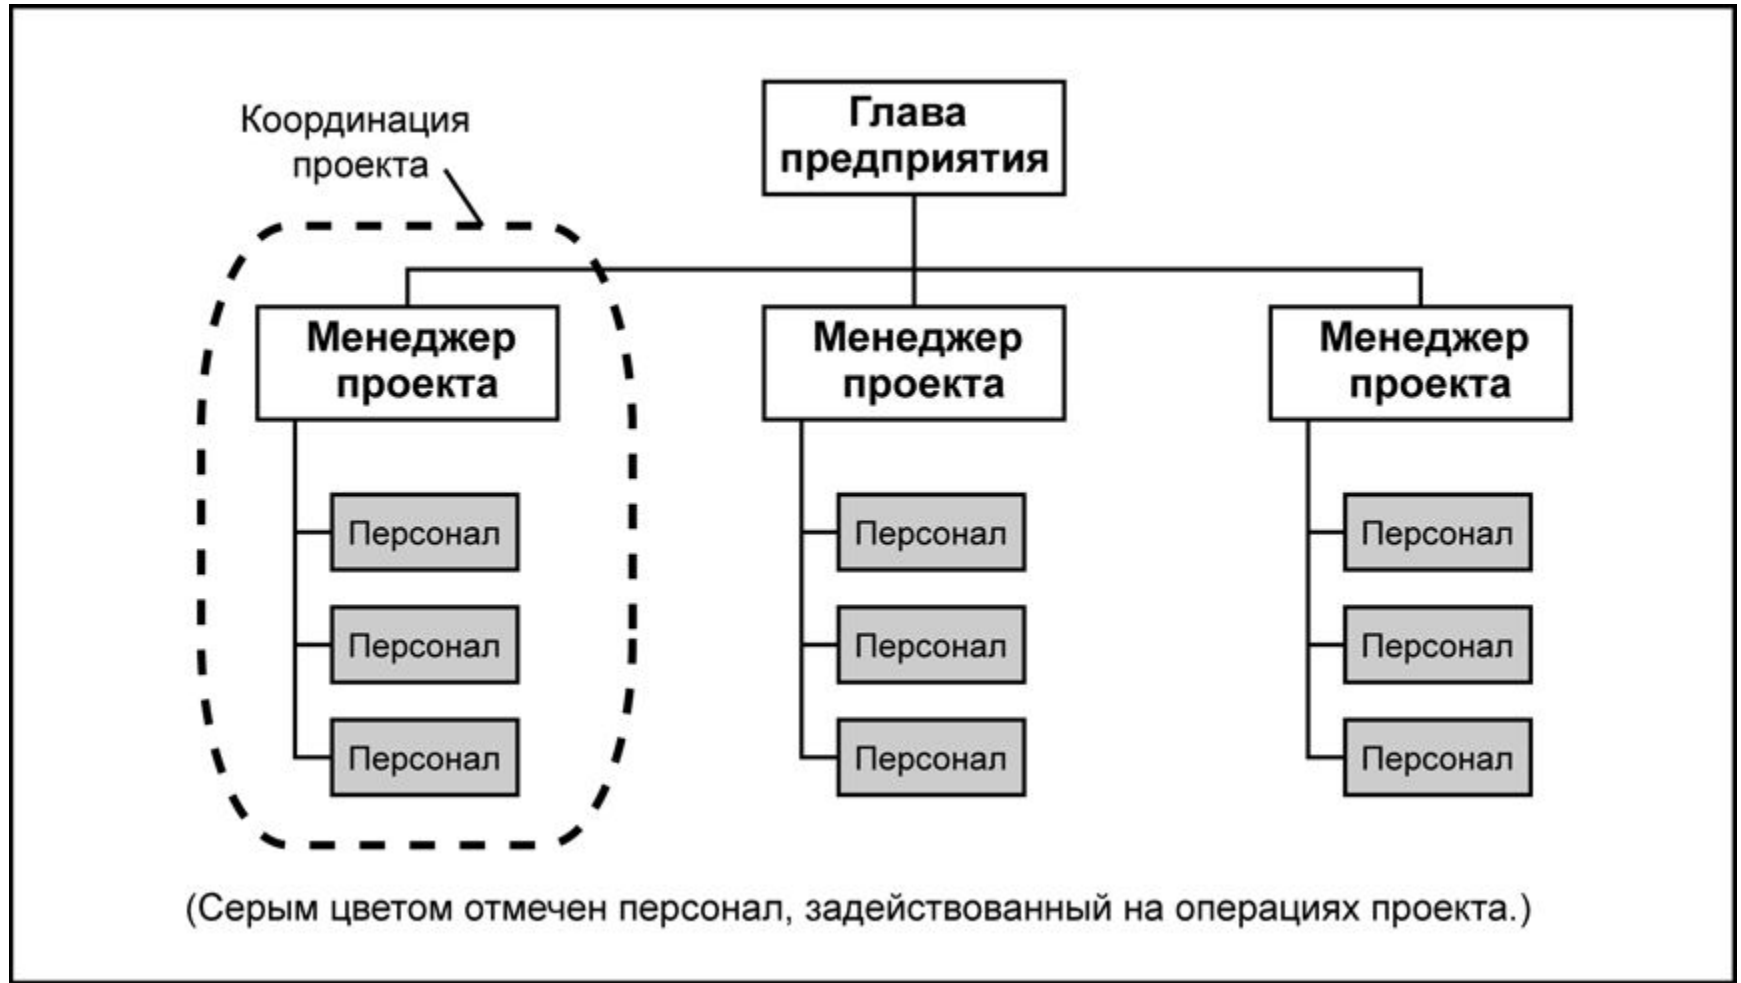 Координация
проекта
Глава
предприятия
Менеджер
проекта
Менеджер
проекта
Менеджер
проекта
Персонал
Персонал
Персонал
Персонал
Персонал
Персонал
Персонал
Персонал
Персонал
(Серым цветом отмечен персонал, задействованный на операциях проекта.)